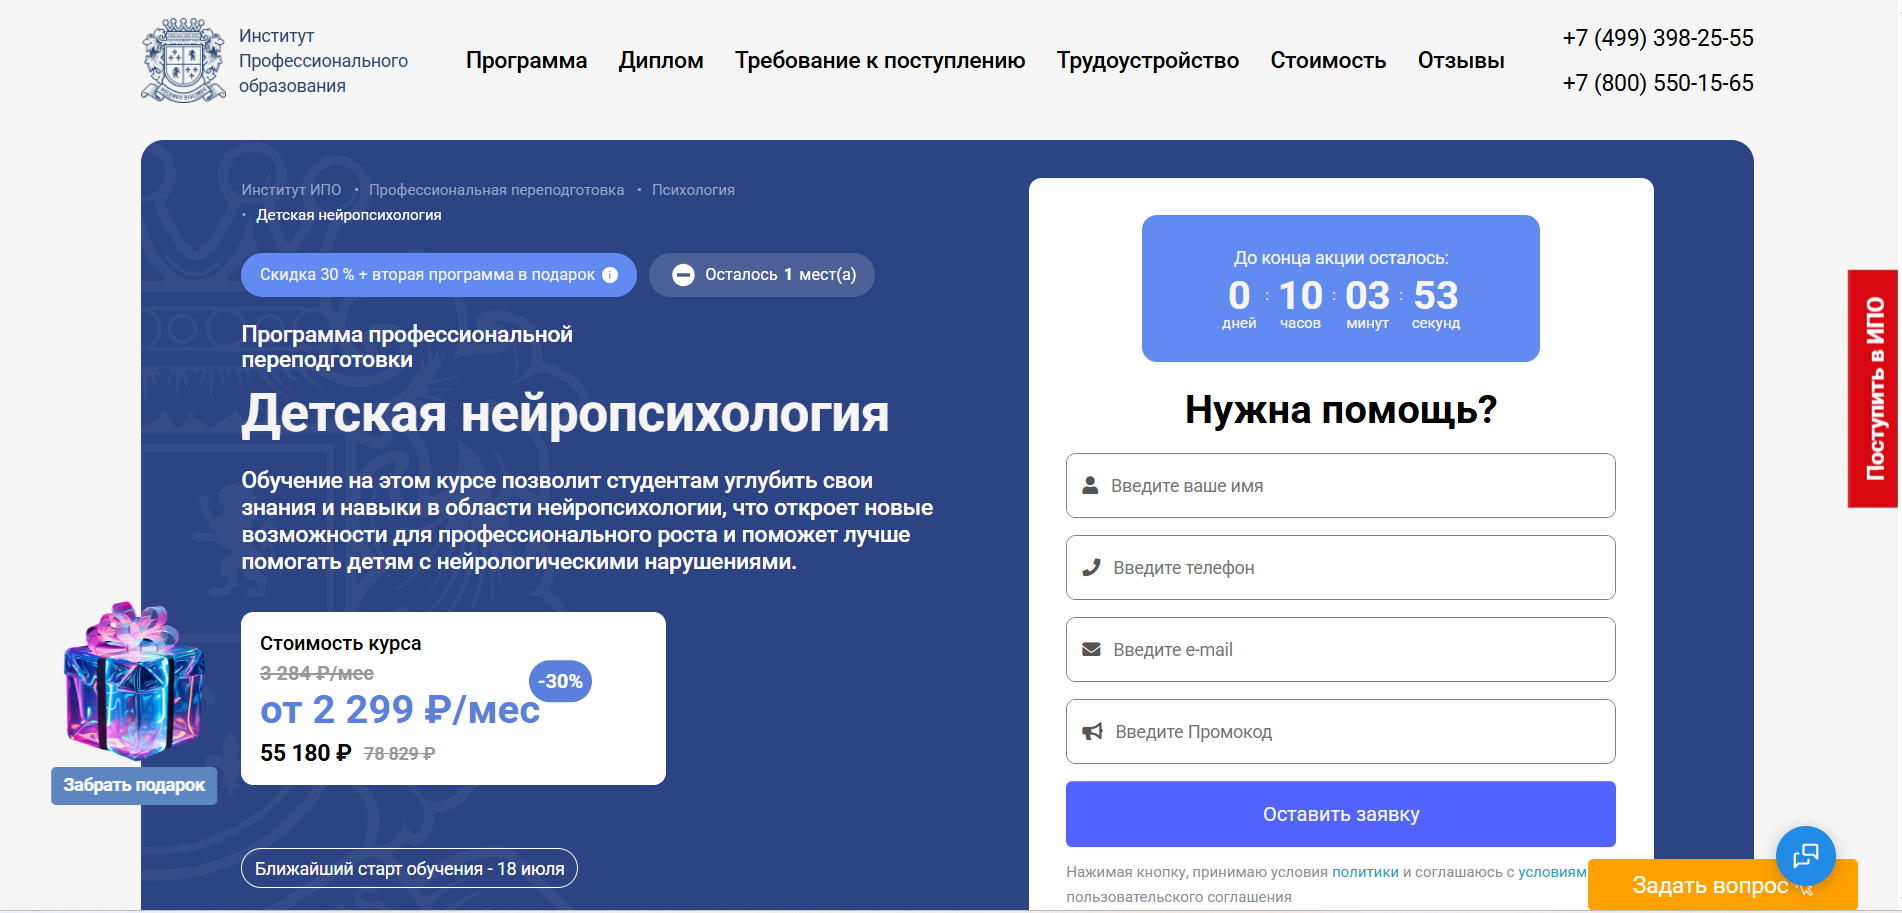 Институт
Профессионального
образования
Программа
Диплом
Требование к поступлению
Трудоустройство
Стоимость
Отзывы
+7 (499) 398-25-55
+7 (800) 550-15-65
Институт ИПО • Профессиональная переподготовка • Психология
• Детская нейропсихология
Скидка 30 % + вторая программа в подарок
Осталось 1 мест(а)
Программа профессиональной
переподготовки
Детская нейропсихология
Обучение на этом курсе позволит студентам углубить свои
знания и навыки в области нейропсихологии, что откроет новые
возможности для профессионального роста и поможет лучше
помогать детям с неврологическими нарушениями.
Стоимость курса
3 284 ₽/мес
-30%
от 2 299 ₽/мес
55 180 ₽ 78 829 ₽
Забрать подарок
Ближайший старт обучения - 18 июля
До конца акции осталось:
0 : 10 : 03 : 53
дней часов минут секунд
Нужна помощь?
Введите ваше имя
Введите телефон
Введите e-mail
Введите Промокод
Оставить заявку
Нажимая кнопку, принимаю условия политики и соглашаюсь с условиям
пользовательского соглашения
Поступить в ИПО
Задать вопрос